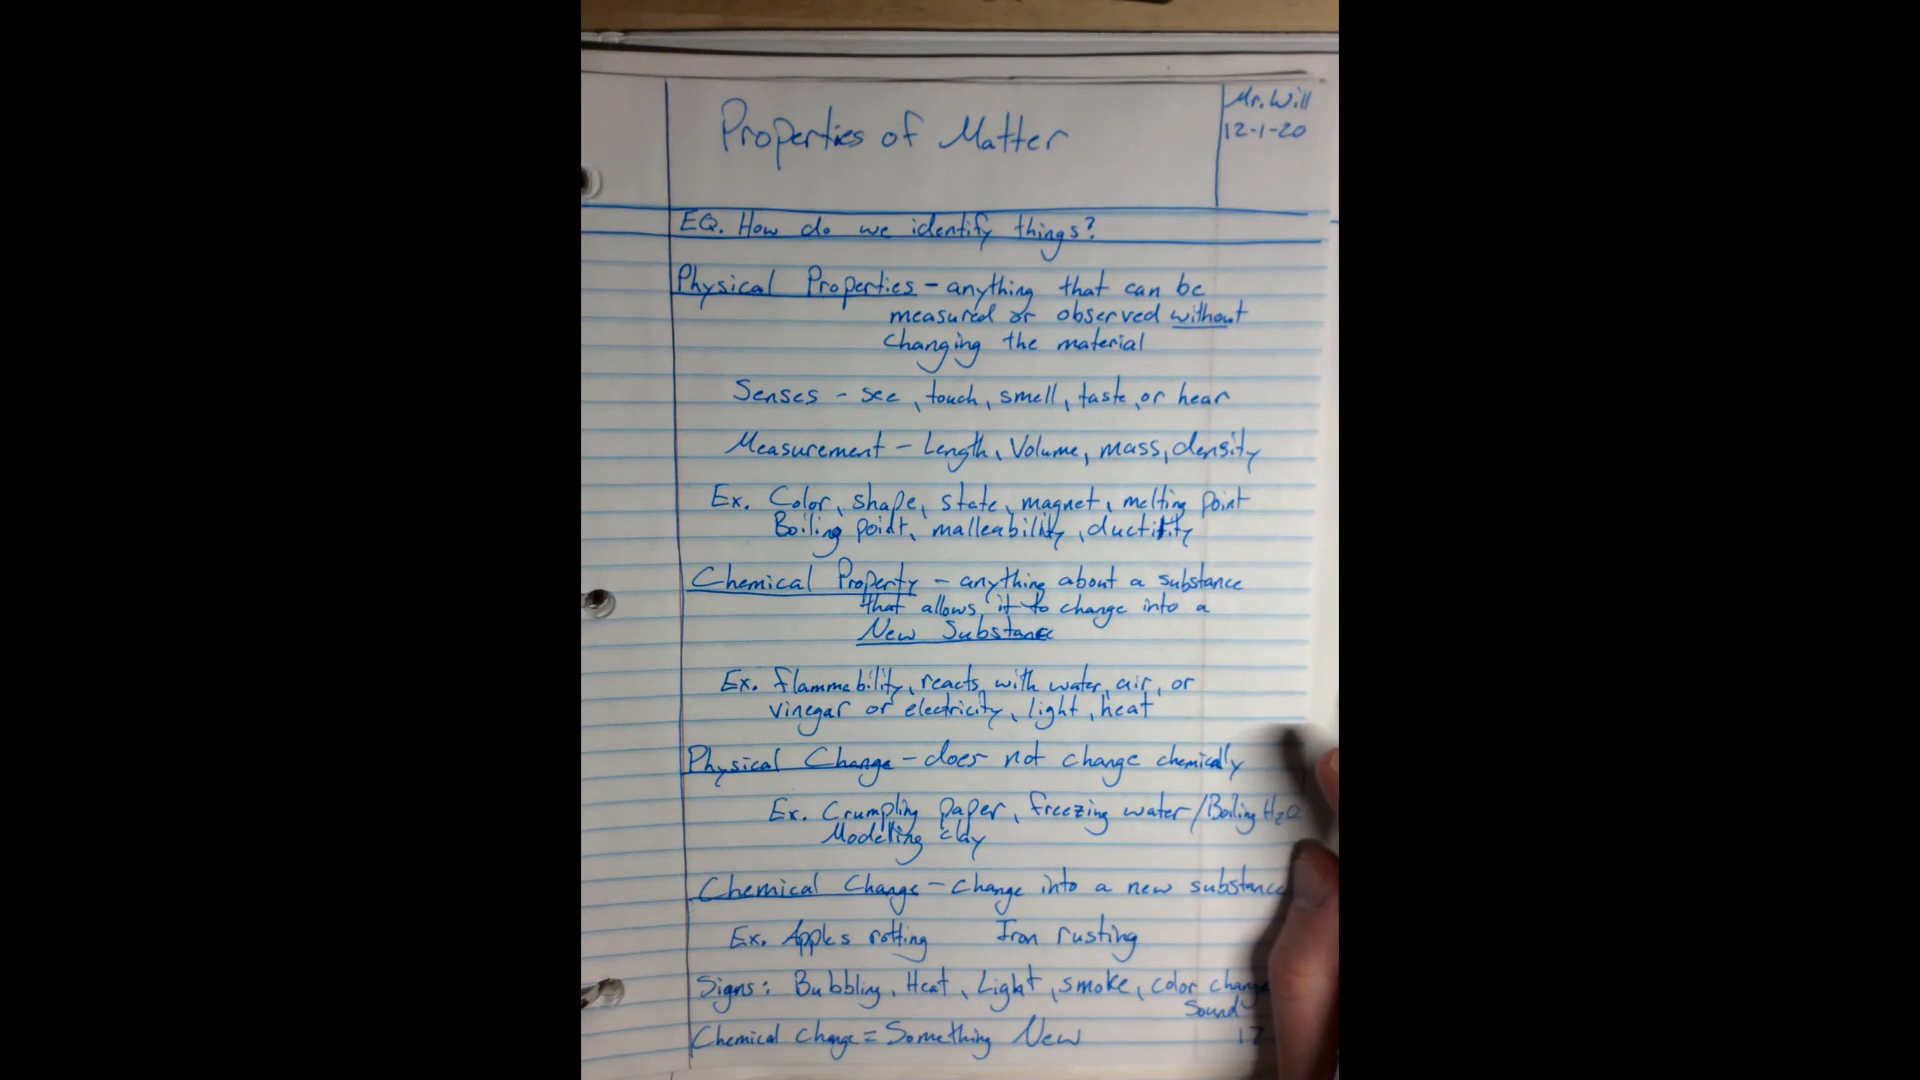 Properties of Matter
Mr. Will
12-1-20
EQ. How do we identify things?
Physical Properties - anything that can be
measured or observed without
changing the material
Senses - see, touch, smell, taste, or hear
Measurement - Length, Volume, mass, density
Ex. Color, shape, state, magnet, melting point
Boiling point, malleability, ductility
Chemical Property - anything about a substance
that allows it to change into a
New Substance
Ex. flammability, reacts with water, air, or
vinegar or electricity, light, heat
Physical Change - does not change chemically
Ex. Crumpling paper, freezing water/Boiling H2O
Modeling clay
Chemical Change - change into a new substance
Ex. Apples rotting Iron rusting
Signs: Bubbling, Heat, Light, smoke, color change
Sound
Chemical change = Something New
17